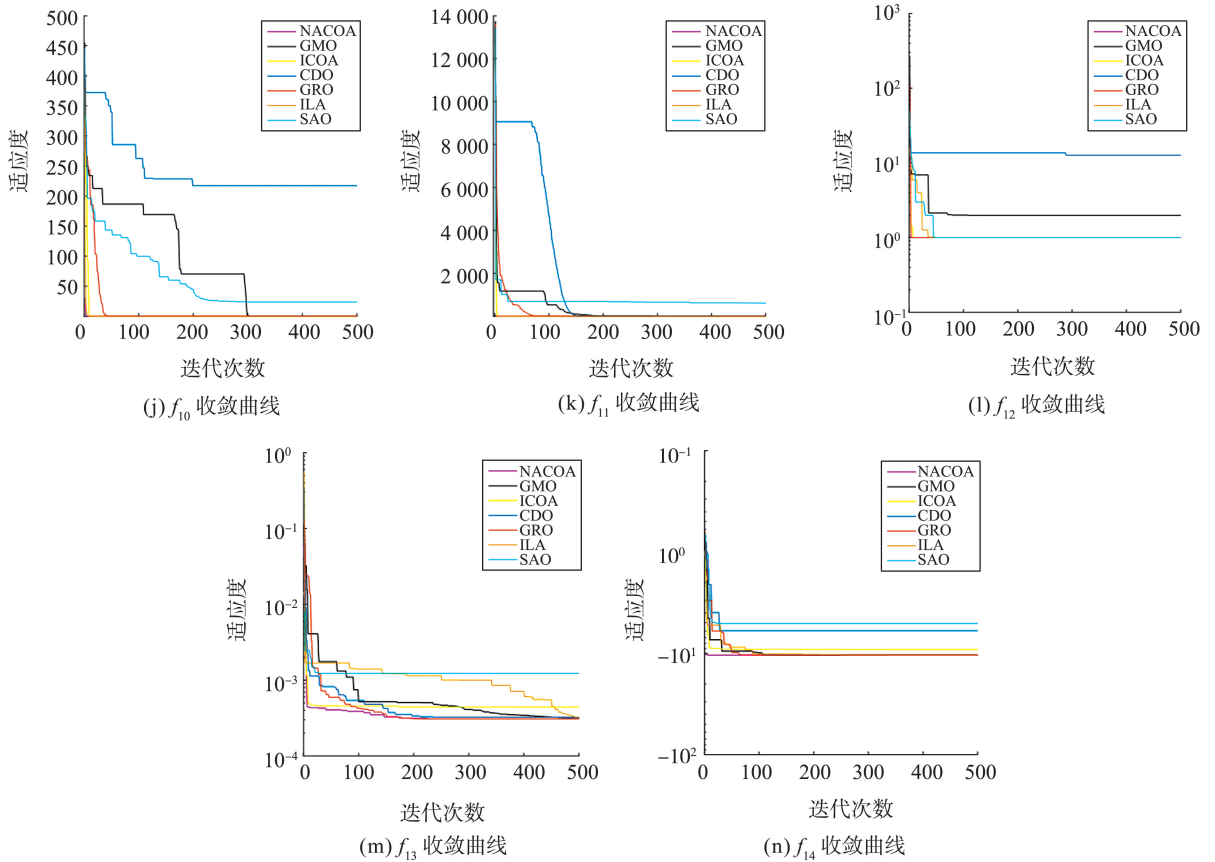 500
450
400
350
300
250
200
150
100
50
0
100
200
300
400
500
适应度
迭代次数
NACOA
GMO
ICOA
CDO
GRO
ILA
SAO
(j) f₁₀ 收敛曲线
14 000
12 000
10 000
8 000
6 000
4 000
2 000
0
100
200
300
400
500
适应度
迭代次数
NACOA
GMO
ICOA
CDO
GRO
ILA
SAO
(k) f₁₁ 收敛曲线
10³
10²
10¹
10⁰
10⁻¹
0
100
200
300
400
500
适应度
迭代次数
NACOA
GMO
ICOA
CDO
GRO
ILA
SAO
(l) f₁₂ 收敛曲线
10⁰
10⁻¹
10⁻²
10⁻³
10⁻⁴
0
100
200
300
400
500
适应度
迭代次数
NACOA
GMO
ICOA
CDO
GRO
ILA
SAO
(m) f₁₃ 收敛曲线
10⁻¹
10⁰
-10¹
-10²
0
100
200
300
400
500
适应度
迭代次数
NACOA
GMO
ICOA
CDO
GRO
ILA
SAO
(n) f₁₄ 收敛曲线